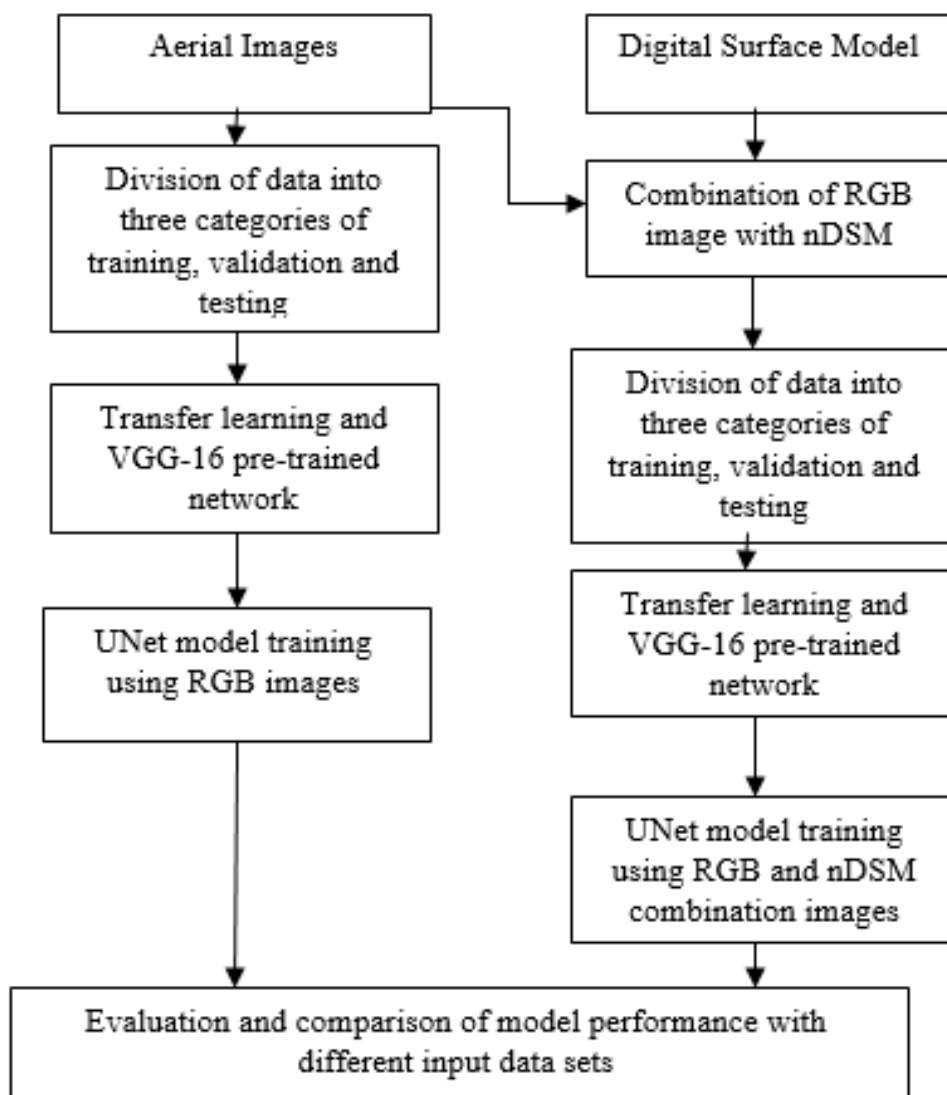 Aerial Images
Division of data into
three categories of
training, validation and
testing
Transfer learning and
VGG-16 pre-trained
network
UNet model training
using RGB images
Digital Surface Model
Combination of RGB
image with nDSM
Division of data into
three categories of
training, validation and
testing
Transfer learning and
VGG-16 pre-trained
network
UNet model training
using RGB and nDSM
combination images
Evaluation and comparison of model performance with
different input data sets